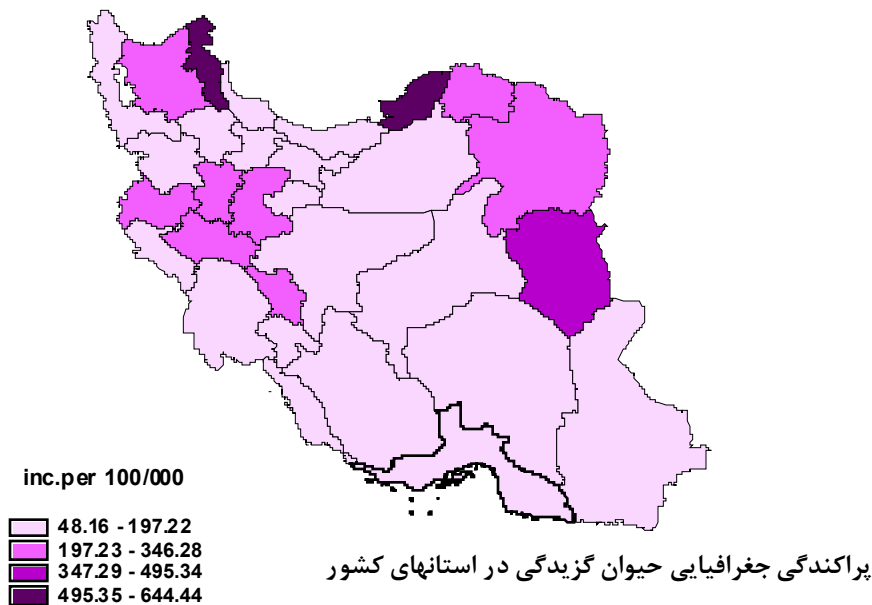 inc.per 100/000
48.16 - 197.22
197.23 - 346.28
347.29 - 495.34
495.35 - 644.44
پراکندگی جغرافیایی حیوان گزیدگی در استانهای کشور